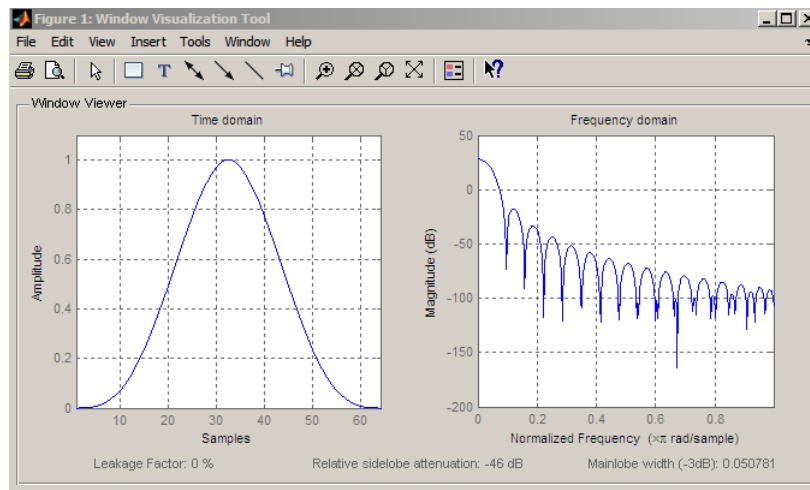 Figure 1: Window Visualization Tool
File Edit View Insert Tools Window Help
T
Window Viewer
Time domain
Amplitude
1
0.8
0.6
0.4
0.2
0
10 20 30 40 50 60
Samples
Frequency domain
Magnitude (dB)
50
0
-50
-100
-150
-200
0 0.2 0.4 0.6 0.8
Normalized Frequency (×π rad/sample)
Leakage Factor: 0 % Relative sidelobe attenuation: -46 dB Mainlobe width (-3dB): 0.050781